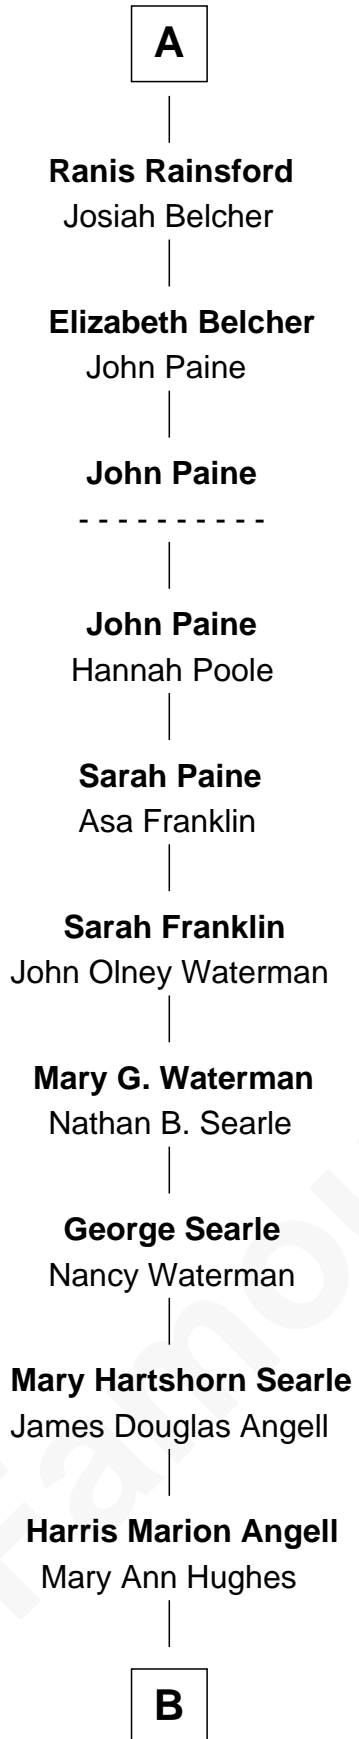 A
Ranis Rainsford
Josiah Belcher
Elizabeth Belcher
John Paine
John Paine
- - - - - - - - - -
John Paine
Hannah Poole
Sarah Paine
Asa Franklin
Sarah Franklin
John Olney Waterman
Mary G. Waterman
Nathan B. Searle
George Searle
Nancy Waterman
Mary Hartshorn Searle
James Douglas Angell
Harris Marion Angell
Mary Ann Hughes
B
Famou